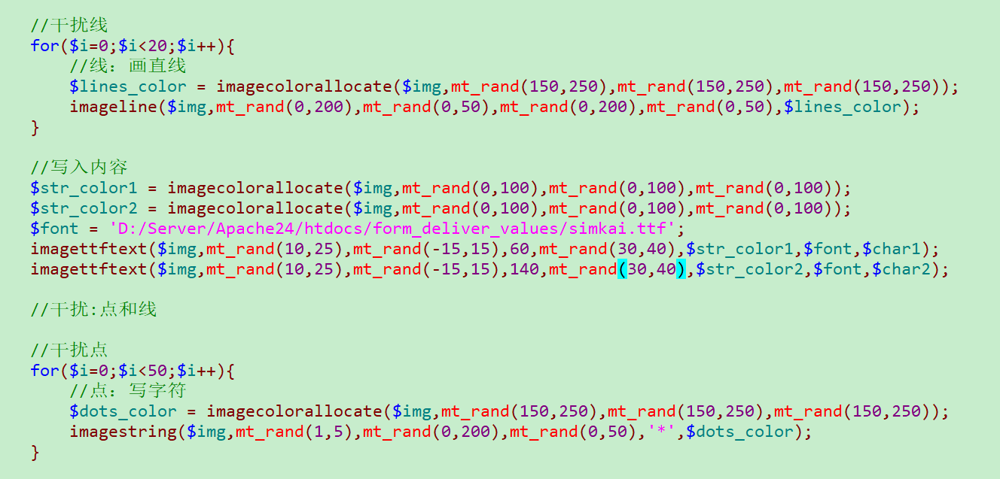 //干扰线
for($i=0;$i<20;$i++){
    //线：画直线
    $lines_color = imagecolorallocate($img,mt_rand(150,250),mt_rand(150,250),mt_rand(150,250));
    imageline($img,mt_rand(0,200),mt_rand(0,50),mt_rand(0,200),mt_rand(0,50),$lines_color);
}
//写入内容
$str_color1 = imagecolorallocate($img,mt_rand(0,100),mt_rand(0,100),mt_rand(0,100));
$str_color2 = imagecolorallocate($img,mt_rand(0,100),mt_rand(0,100),mt_rand(0,100));
$font = 'D:/Server/Apache24/htdocs/form_deliver_values/simkai.ttf';
imagettftext($img,mt_rand(10,25),mt_rand(-15,15),60,mt_rand(30,40),$str_color1,$font,$char1);
imagettftext($img,mt_rand(10,25),mt_rand(-15,15),140,mt_rand(30,40),$str_color2,$font,$char2);
//干扰:点和线
//干扰点
for($i=0;$i<50;$i++){
    //点：写字符
    $dots_color = imagecolorallocate($img,mt_rand(150,250),mt_rand(150,250),mt_rand(150,250));
    imagestring($img,mt_rand(1,5),mt_rand(0,200),mt_rand(0,50),'*',$dots_color);
}